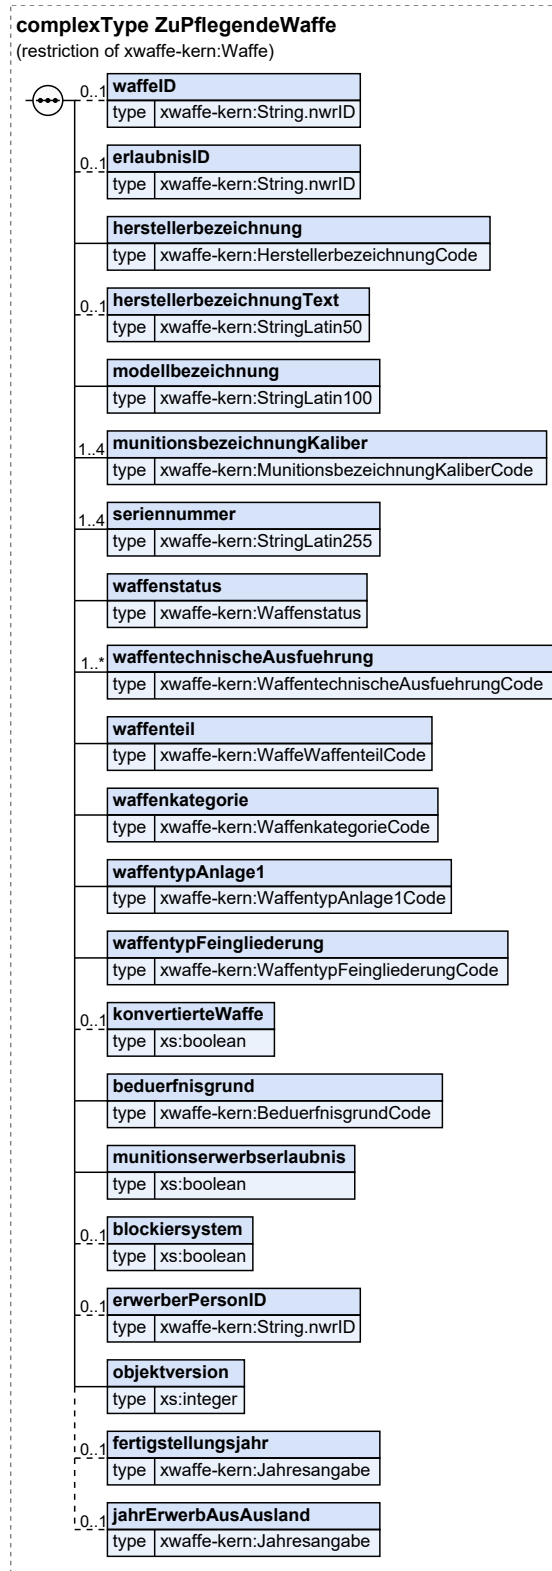 complexType ZuPflegendeWaffe
(restriction of xwaffe-kern:Waffe)
0..1 waffeID
type xwaffe-kern:String.nwrID
0..1 erlaubnisID
type xwaffe-kern:String.nwrID
herstellerbezeichnung
type xwaffe-kern:HerstellerbezeichnungCode
0..1 herstellerbezeichnungText
type xwaffe-kern:StringLatin50
modellbezeichnung
type xwaffe-kern:StringLatin100
1..4 munitionsbezeichnungKaliber
type xwaffe-kern:MunitionsbezeichnungKaliberCode
1..4 seriennummer
type xwaffe-kern:StringLatin255
waffenstatus
type xwaffe-kern:Waffenstatus
1..* waffentechnischeAusfuehrung
type xwaffe-kern:WaffentechnischeAusfuehrungCode
waffenteil
type xwaffe-kern:WaffeWaffenteilCode
waffenkategorie
type xwaffe-kern:WaffenkategorieCode
waffentypAnlage1
type xwaffe-kern:WaffentypAnlage1Code
waffentypFeingliederung
type xwaffe-kern:WaffentypFeingliederungCode
0..1 konvertierteWaffe
type xs:boolean
beduerfnisgrund
type xwaffe-kern:BeduerfnisgrundCode
munitionserwerbserlaubnis
type xs:boolean
0..1 blockiersystem
type xs:boolean
0..1 erwerberPersonID
type xwaffe-kern:String.nwrID
objektversion
type xs:integer
0..1 fertigstellungsjahr
type xwaffe-kern:Jahresangabe
0..1 jahrErwerbAusAusland
type xwaffe-kern:Jahresangabe